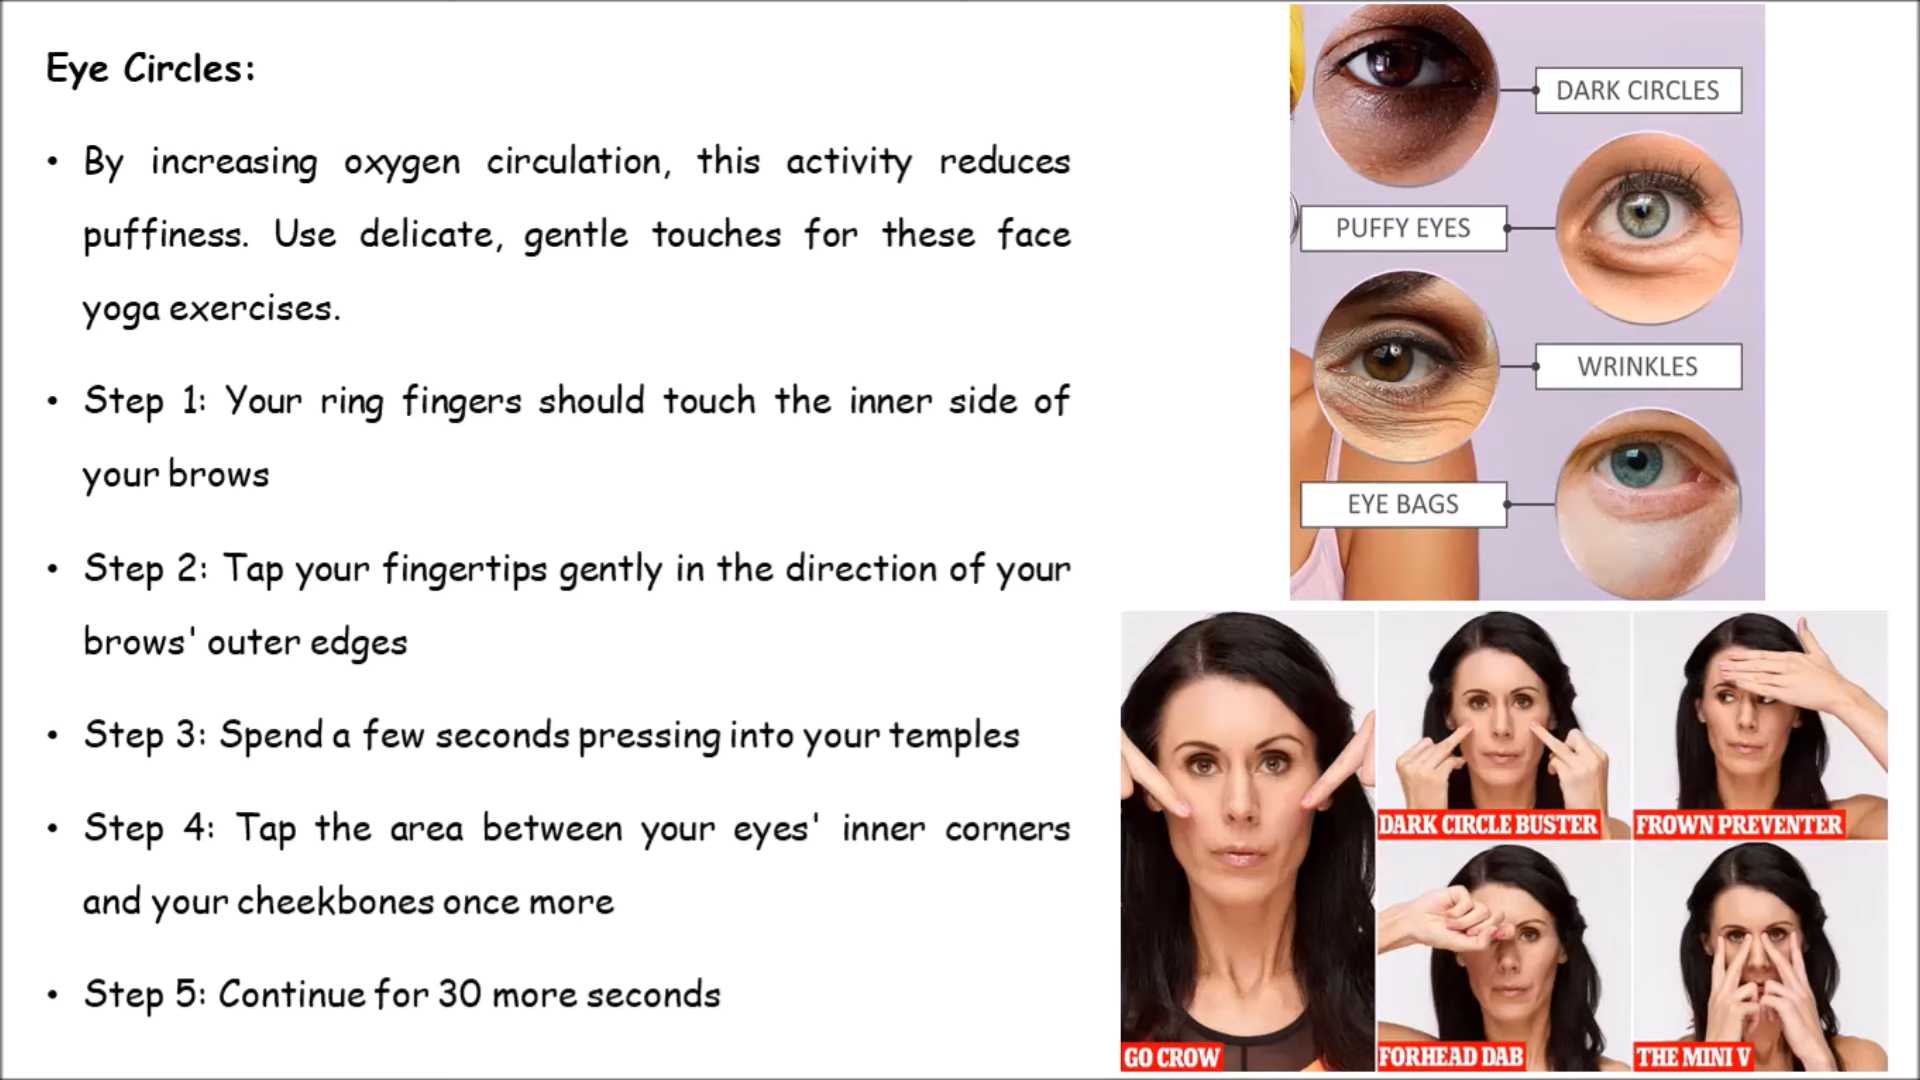 Eye Circles:
• By increasing oxygen circulation, this activity reduces
puffiness. Use delicate, gentle touches for these face
yoga exercises.
• Step 1: Your ring fingers should touch the inner side of
your brows
• Step 2: Tap your fingertips gently in the direction of your
brows' outer edges
• Step 3: Spend a few seconds pressing into your temples
• Step 4: Tap the area between your eyes' inner corners
and your cheekbones once more
• Step 5: Continue for 30 more seconds
DARK CIRCLES
PUFFY EYES
WRINKLES
EYE BAGS
DARK CIRCLE BUSTER
FROWN PREVENTER
GO CROW
FORHEAD DAB
THE MINI V